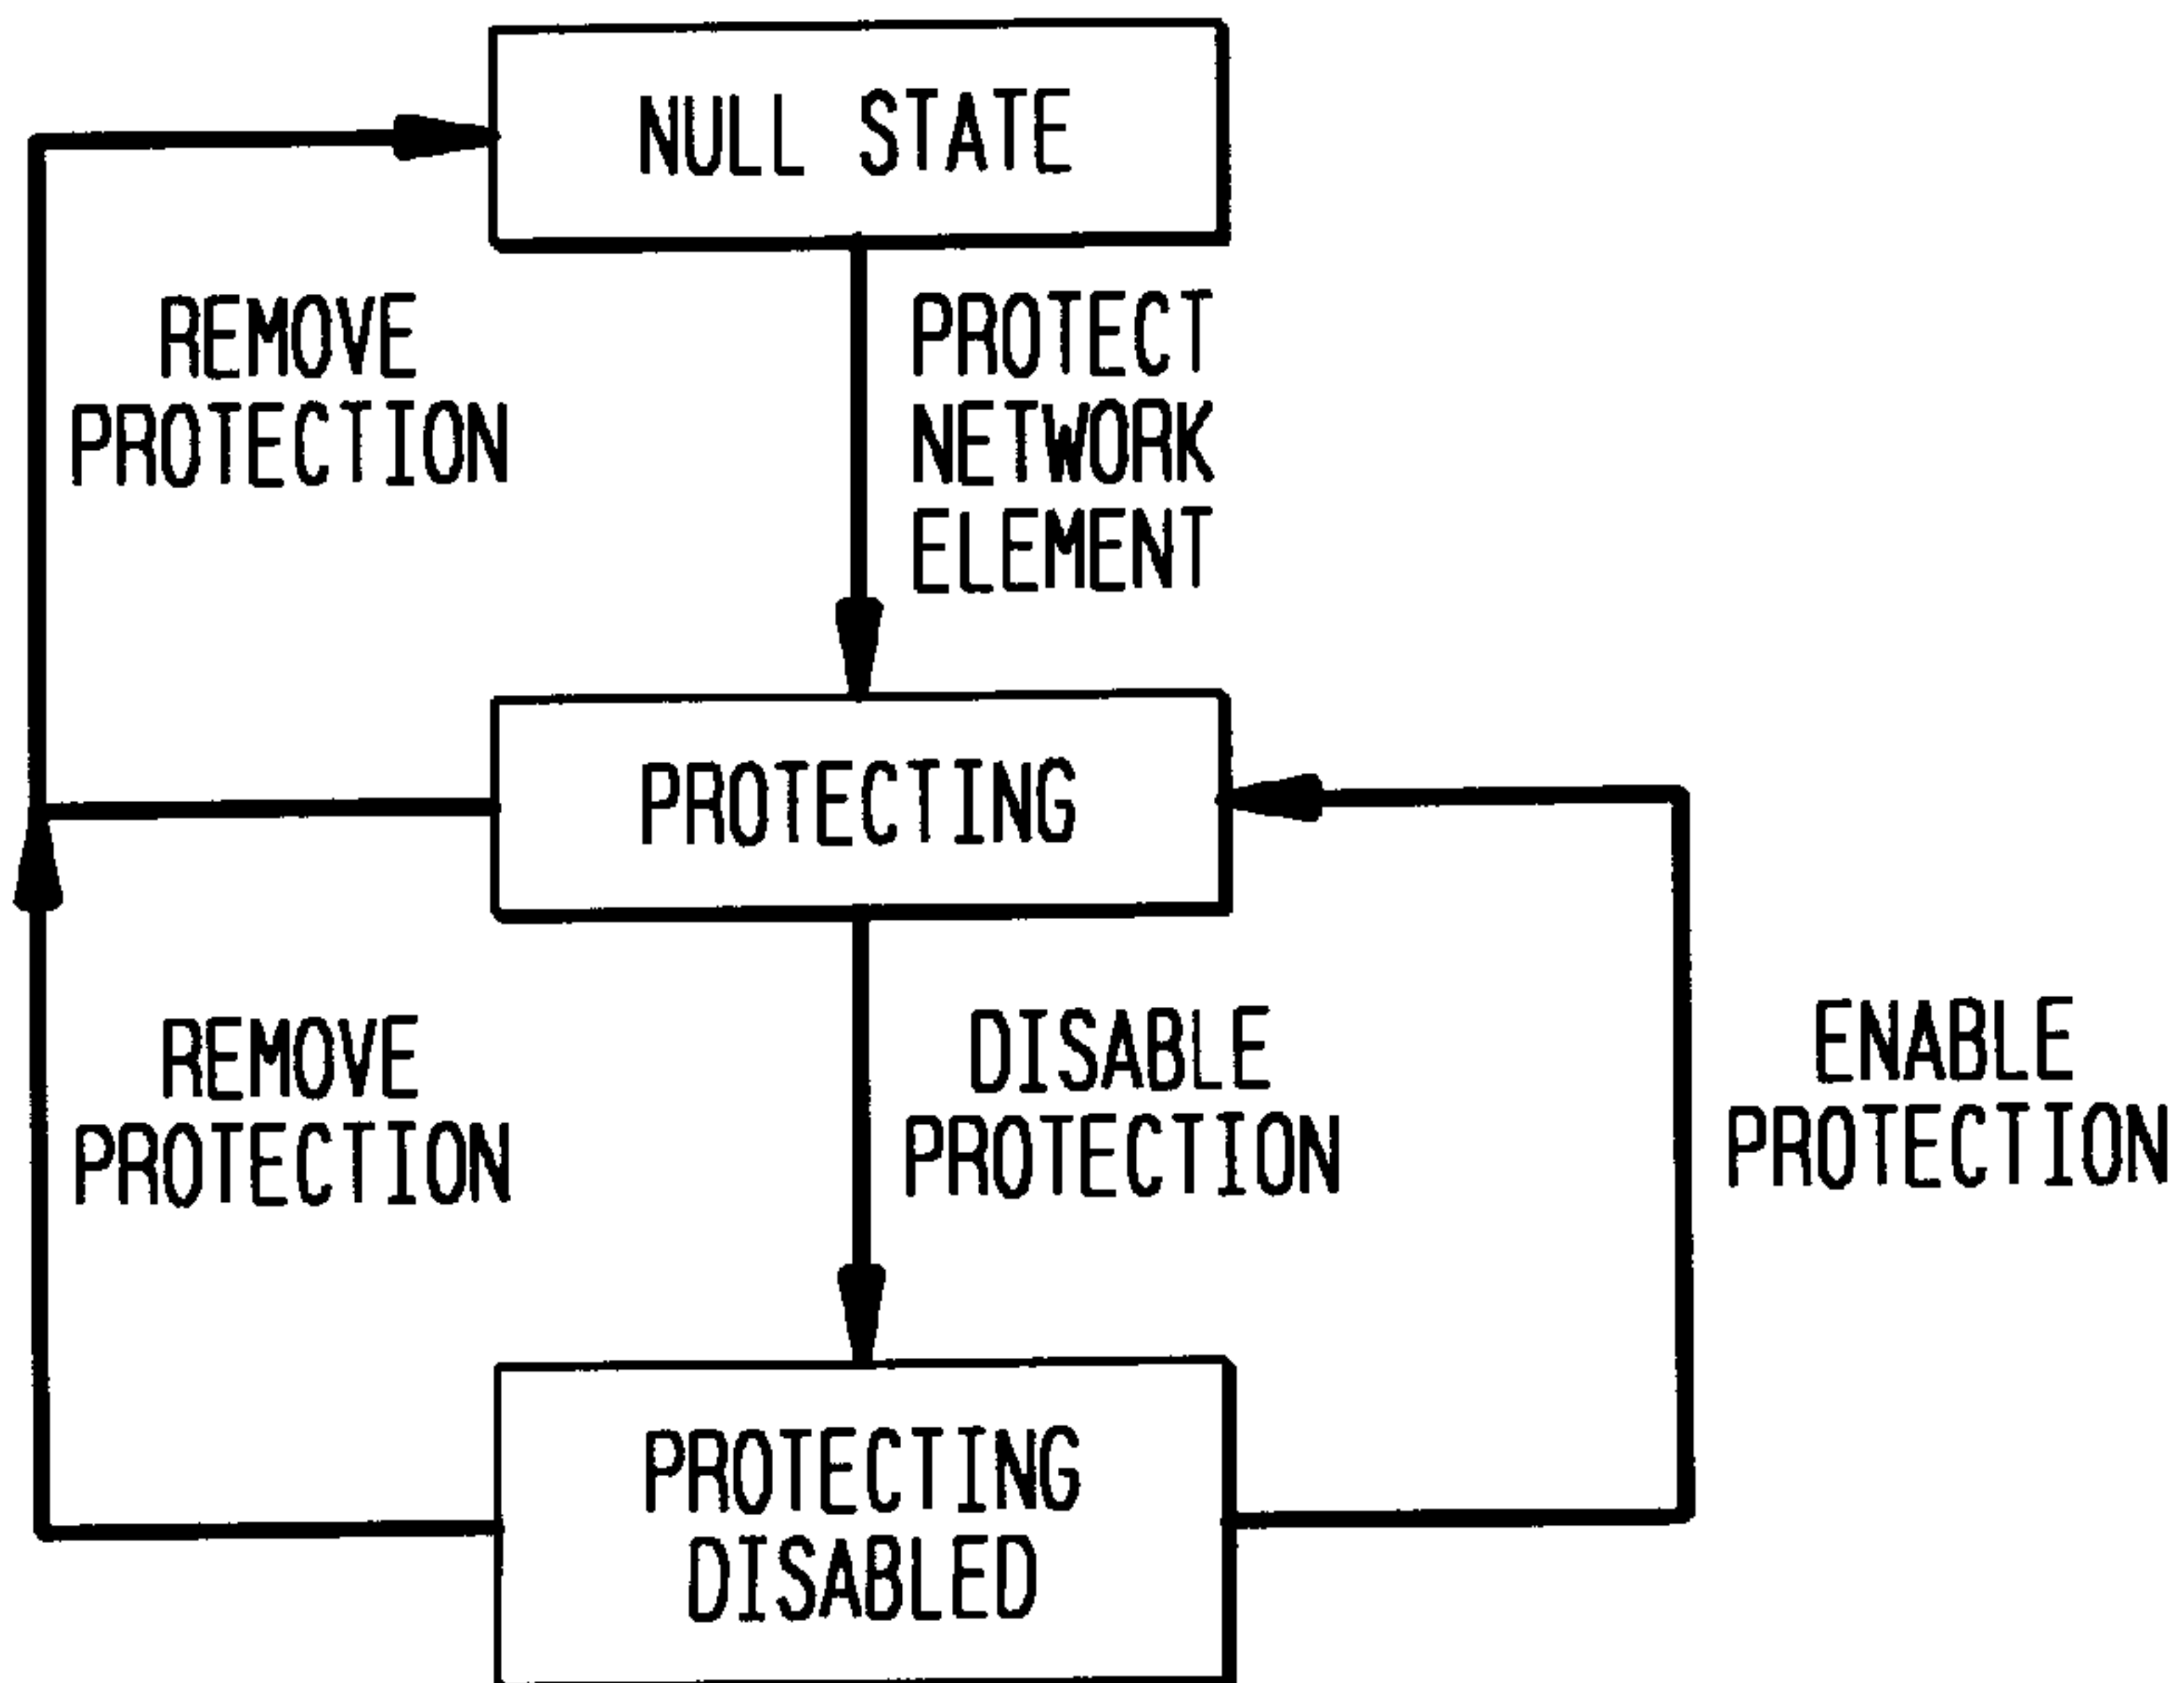 NULL STATE
REMOVE
PROTECTION
PROTECT
NETWORK
ELEMENT
PROTECTING
REMOVE
PROTECTION
DISABLE
PROTECTION
ENABLE
PROTECTION
PROTECTING
DISABLED